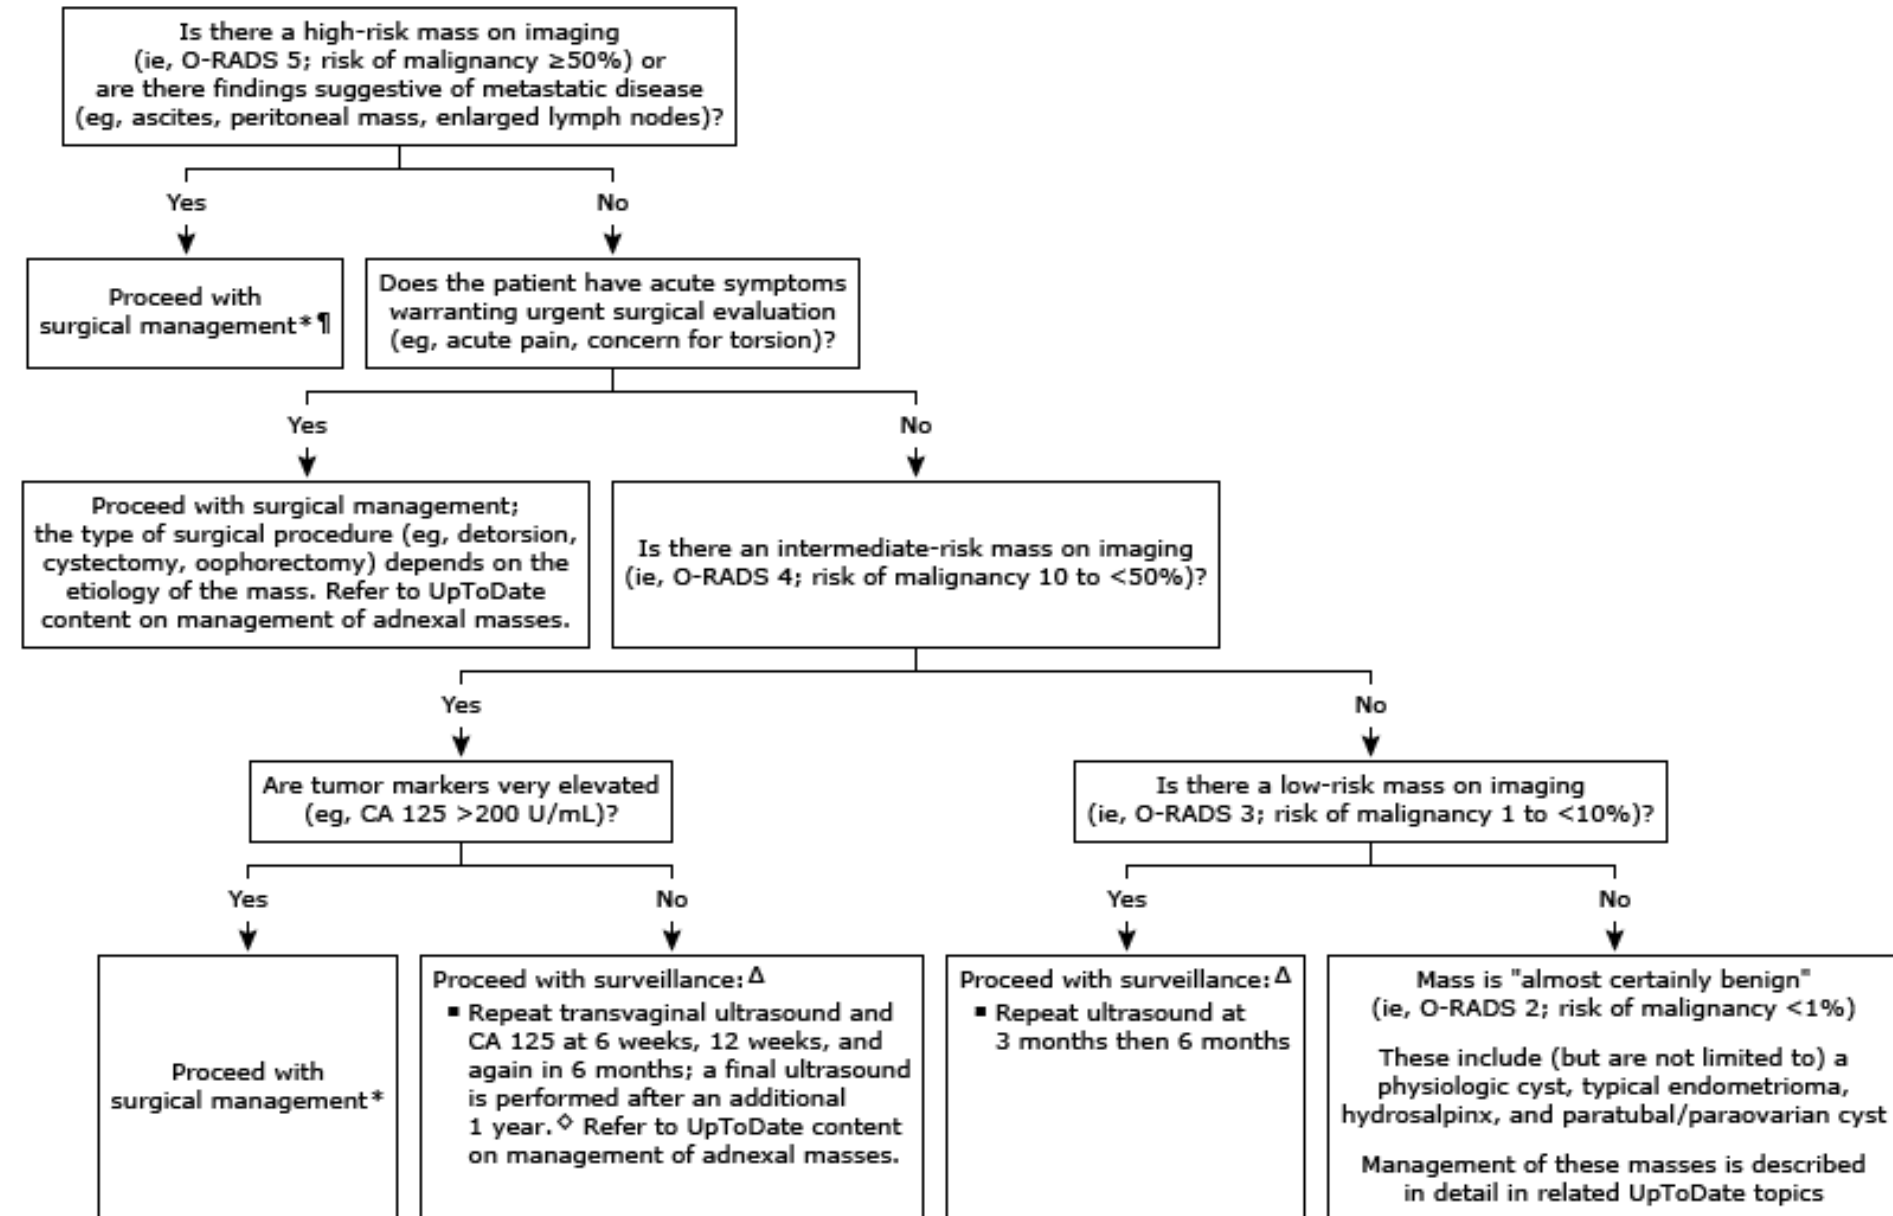 Is there a high-risk mass on imaging
(ie, O-RADS 5; risk of malignancy ≥50%) or
are there findings suggestive of metastatic disease
(eg, ascites, peritoneal mass, enlarged lymph nodes)?
Yes
No
Proceed with
surgical management*¶
Does the patient have acute symptoms
warranting urgent surgical evaluation
(eg, acute pain, concern for torsion)?
Yes
No
Proceed with surgical management;
the type of surgical procedure (eg, detorsion,
cystectomy, oophorectomy) depends on the
etiology of the mass. Refer to UpToDate
content on management of adnexal masses.
Is there an intermediate-risk mass on imaging
(ie, O-RADS 4; risk of malignancy 10 to <50%)?
Yes
No
Are tumor markers very elevated
(eg, CA 125 >200 U/mL)?
Is there a low-risk mass on imaging
(ie, O-RADS 3; risk of malignancy 1 to <10%)?
Yes
No
Yes
No
Proceed with
surgical management*
Proceed with surveillance:Δ
▪ Repeat transvaginal ultrasound and
CA 125 at 6 weeks, 12 weeks, and
again in 6 months; a final ultrasound
is performed after an additional
1 year.◇ Refer to UpToDate content
on management of adnexal masses.
Proceed with surveillance:Δ
▪ Repeat ultrasound at
3 months then 6 months
Mass is "almost certainly benign"
(ie, O-RADS 2; risk of malignancy <1%)
These include (but are not limited to) a
physiologic cyst, typical endometrioma,
hydrosalpinx, and paratubal/paraovarian cyst
Management of these masses is described
in detail in related UpToDate topics